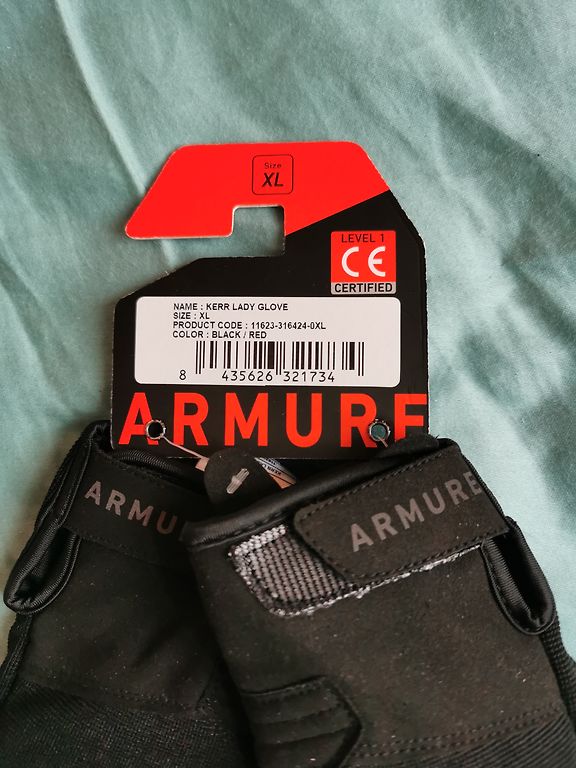 Size
XL
LEVEL 1
CE
CERTIFIED
NAME : KERR LADY GLOVE
SIZE : XL
PRODUCT CODE : 11623-316424-0XL
COLOR : BLACK / RED
8 435626 321734
ARMURE
ARMU
ARMURE